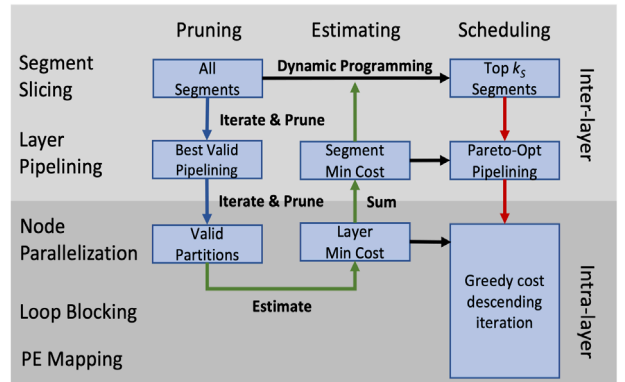 Pruning Estimating Scheduling
Segment
Slicing
All
Segments
Dynamic Programming
Top kS
Segments
Iterate & Prune
Layer
Pipelining
Best Valid
Pipelining
Segment
Min Cost
Pareto-Opt
Pipelining
Inter-layer
Iterate & Prune
Sum
Node
Parallelization
Valid
Partitions
Layer
Min Cost
Greedy cost
descending
iteration
Estimate
Loop Blocking
PE Mapping
Intra-layer